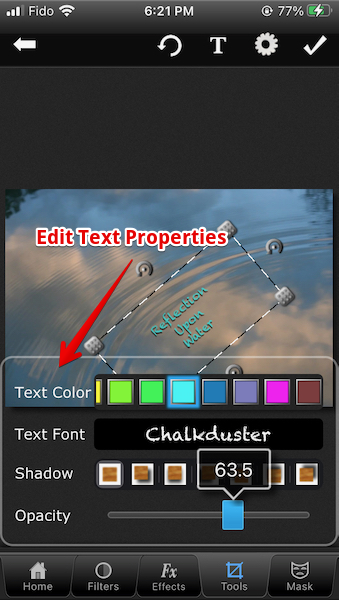 Fido 6:21 PM 77%
T
Edit Text Properties
Reflection
Upon
Water
Text Color
Text Font Chalkduster
Shadow
63.5
Opacity
Fx
Home Filters Effects Tools Mask